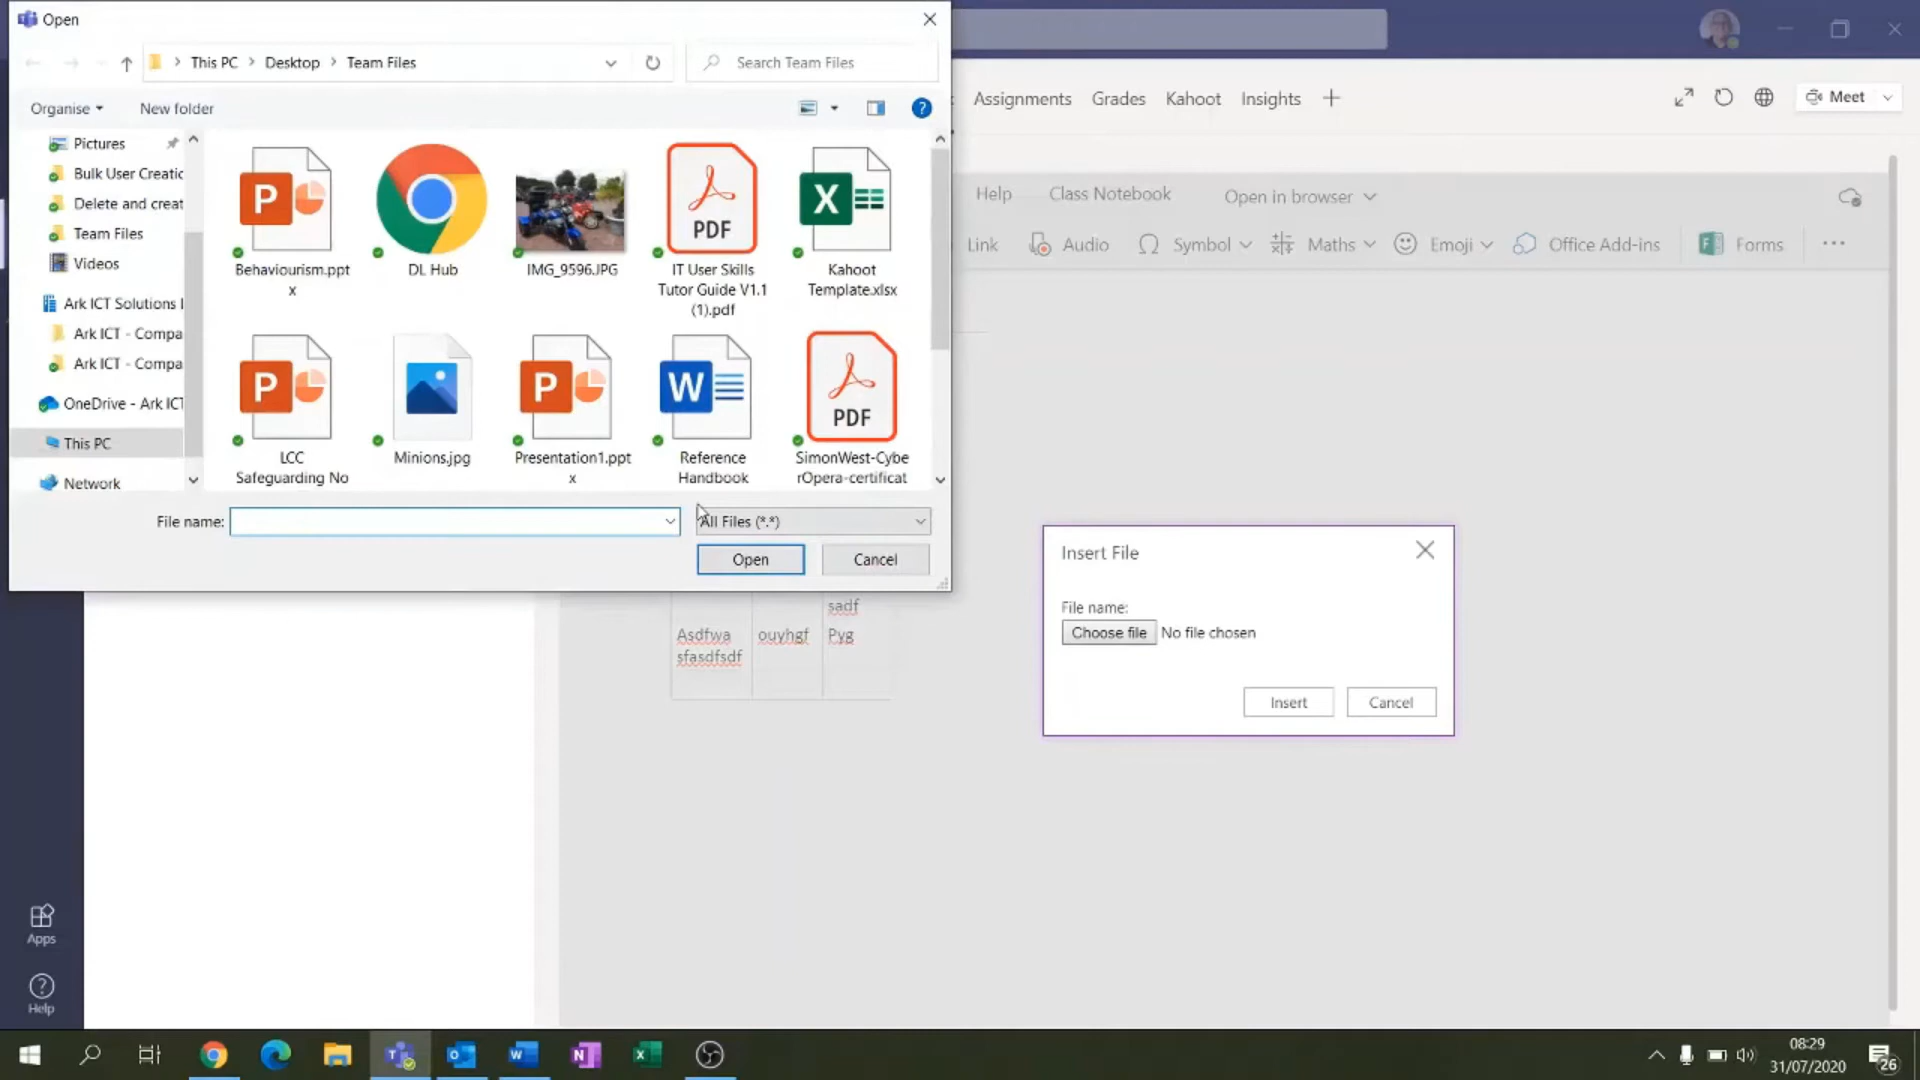 Open
This PC
Desktop
Team Files
Search Team Files
Organise
New folder
Pictures
Bulk User Creatic
Delete and creat
Team Files
Videos
Ark ICT Solutions
Ark ICT - Compa
Ark ICT - Compa
OneDrive - Ark ICT
This PC
Network
P
Behaviourism.ppt
x
DL Hub
IMG_9596.JPG
PDF
IT User Skills
Tutor Guide V1.1
(1).pdf
X
Kahoot
Template.xlsx
P
LCC
Safeguarding No
Minions.jpg
P
Presentation1.ppt
x
W
Reference
Handbook
PDF
SimonWest-Cybe
rOpera-certificat
File name:
All Files (*.*)
Open
Cancel
Assignments
Grades
Kahoot
Insights
Meet
Help
Class Notebook
Open in browser
Link
Audio
Symbol
Maths
Emoji
Office Add-ins
Forms
sadf
Asdfwa
sfasdfsdf
ouyhgf
Pyg
Insert File
File name:
Choose file No file chosen
Insert
Cancel
Apps
Help
08:29
31/07/2020
26